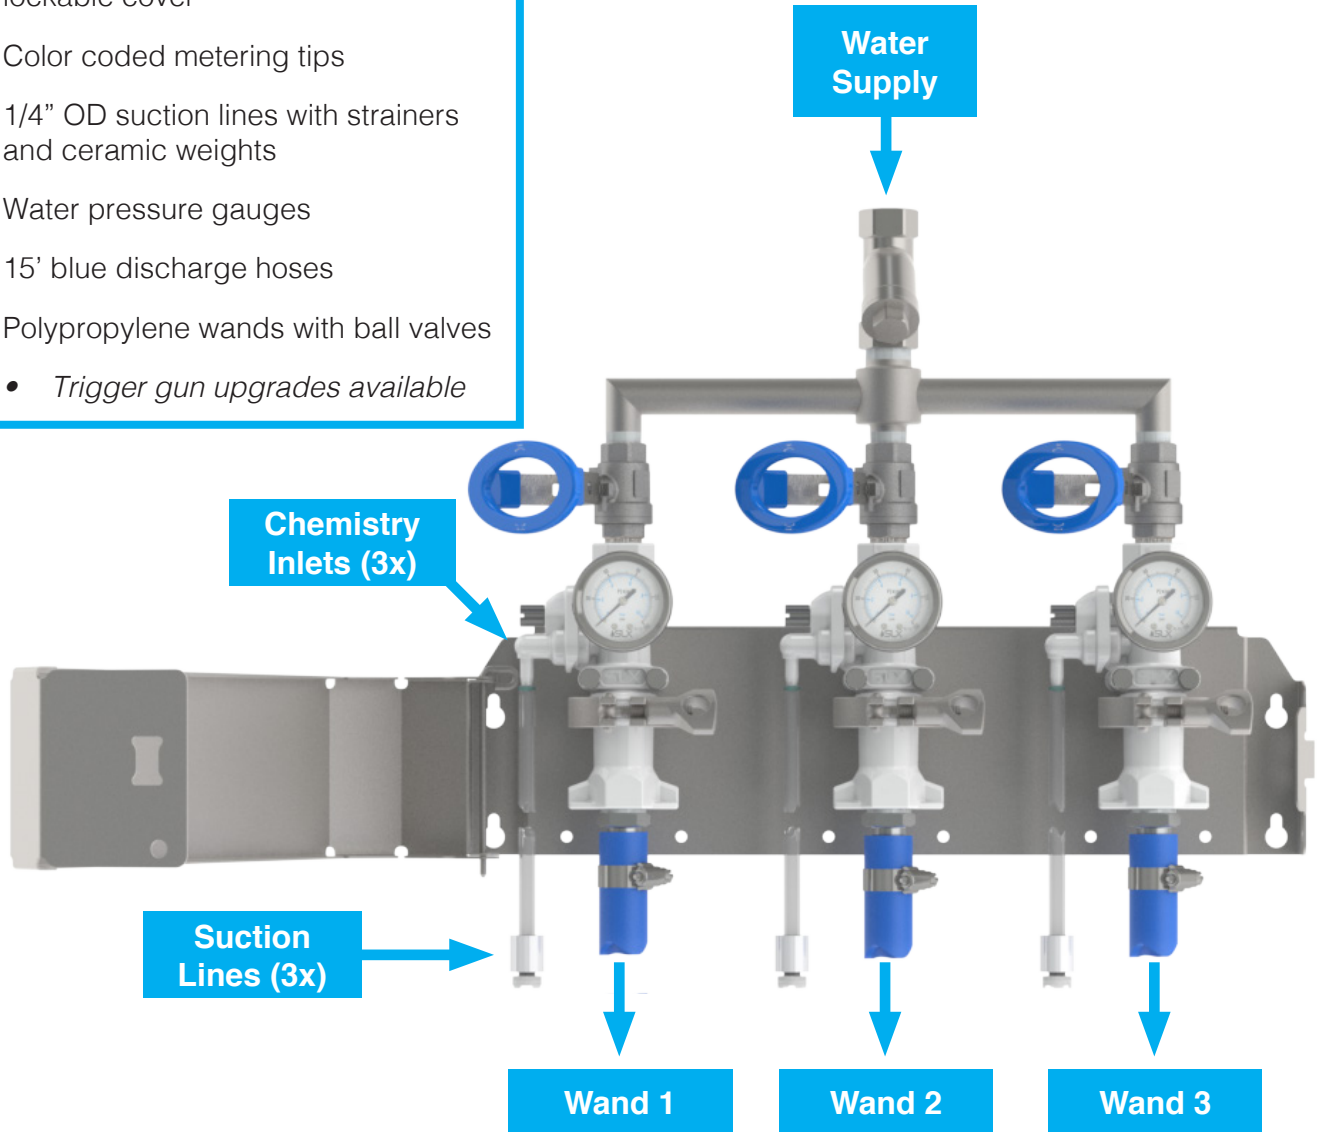 lockable cover
Color coded metering tips
1/4” OD suction lines with strainers
and ceramic weights
Water pressure gauges
15’ blue discharge hoses
Polypropylene wands with ball valves
• Trigger gun upgrades available
Water
Supply
Chemistry
Inlets (3x)
Suction
Lines (3x)
Wand 1
Wand 2
Wand 3